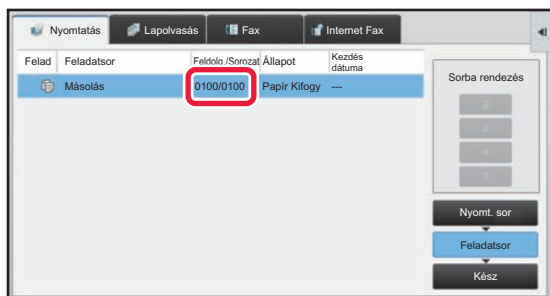 Nyomtatás Lapolvasás Fax Internet Fax
Felad Feladatsor Feldolg./Sorozat Állapot Kezdés dátuma
Másolás 0100/0100 Papír Kifogy ---
Sorba rendezés
Nyomt. sor
Feladatsor
Kész